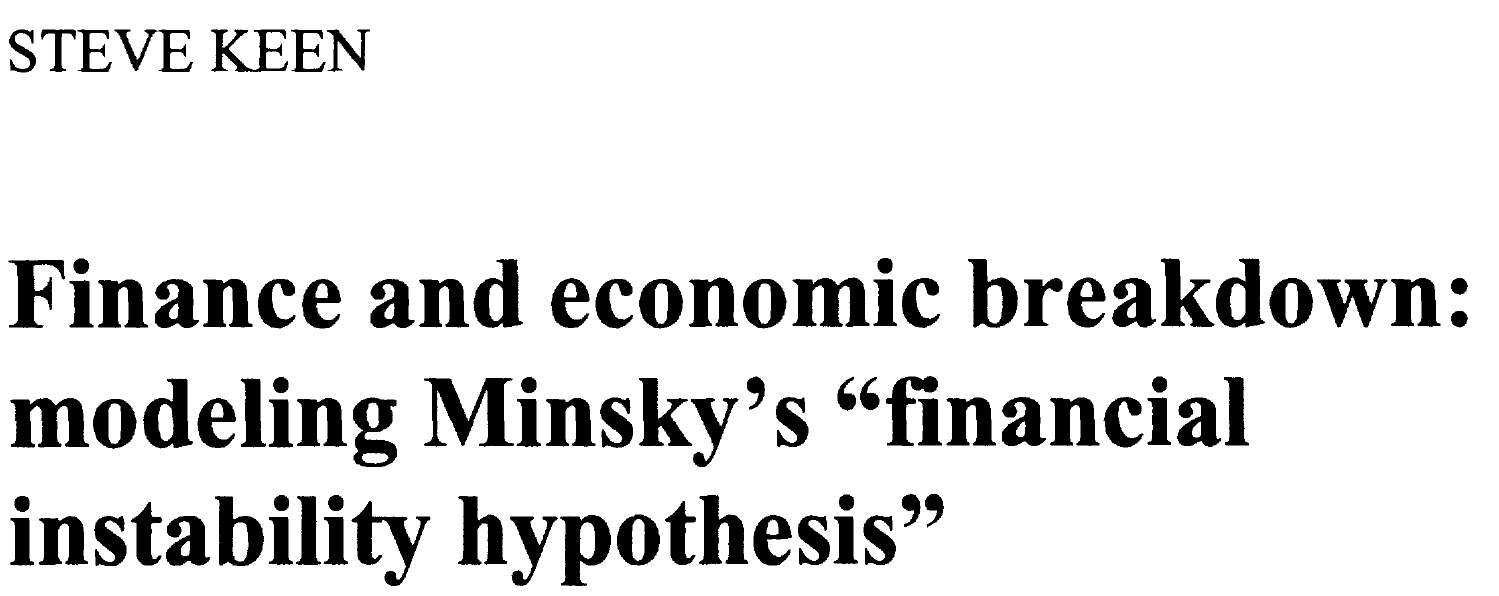 STEVE KEEN
Finance and economic breakdown:
modeling Minsky’s “financial
instability hypothesis”